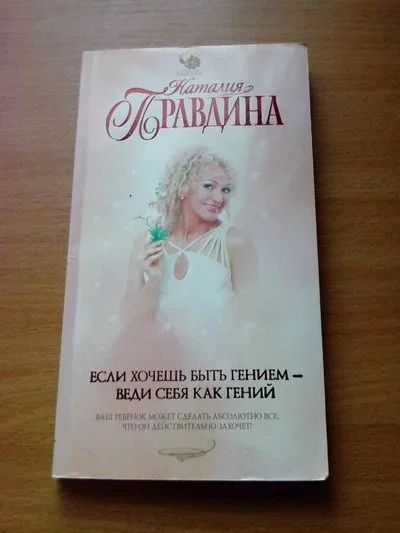 Наталия
ПРАВДИНА
ЕСЛИ ХОЧЕШЬ БЫТЬ ГЕНИЕМ –
ВЕДИ СЕБЯ КАК ГЕНИЙ
ВАШ РЕБЕНОК МОЖЕТ СДЕЛАТЬ АБСОЛЮТНО ВСЕ,
ЧТО ОН ДЕЙСТВИТЕЛЬНО ЗАХОЧЕТ!